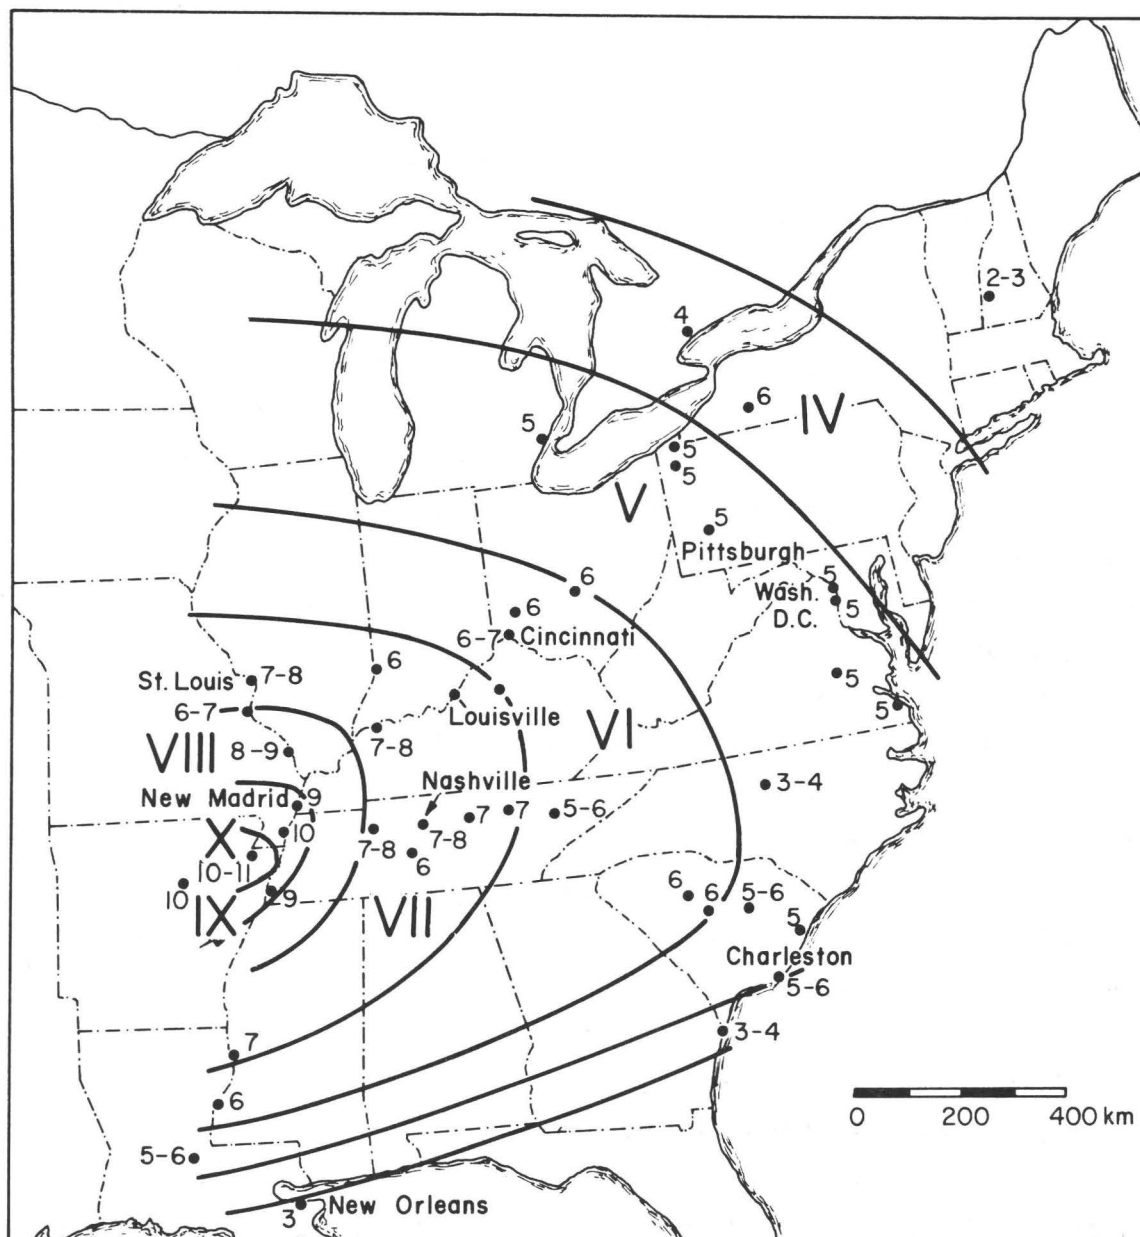 2-3
4
6
IV
5
5
5
V
5
Pittsburgh
6
5
Wash.
D.C.
5
6
6-7
Cincinnati
St. Louis
7-8
6
5
6-7
Louisville
5
VI
VIII
8-9
7-8
Nashville
3-4
New Madrid
9
7
7
5-6
X
10
7-8
7-8
6
10-11
10
IX
9
VII
6
6
5-6
5
Charleston
5-6
3-4
7
6
0
200
400 km
5-6
3
New Orleans